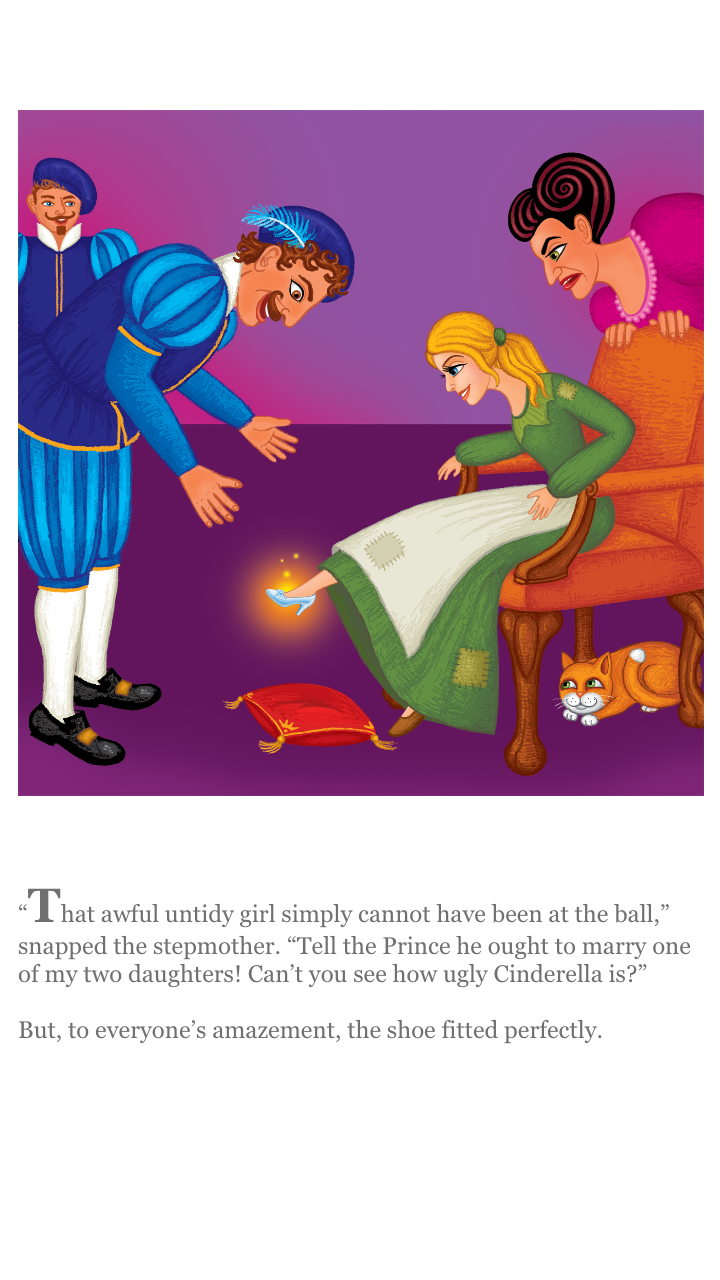 “That awful untidy girl simply cannot have been at the ball,”
snapped the stepmother. “Tell the Prince he ought to marry one
of my two daughters! Can’t you see how ugly Cinderella is?”
But, to everyone’s amazement, the shoe fitted perfectly.